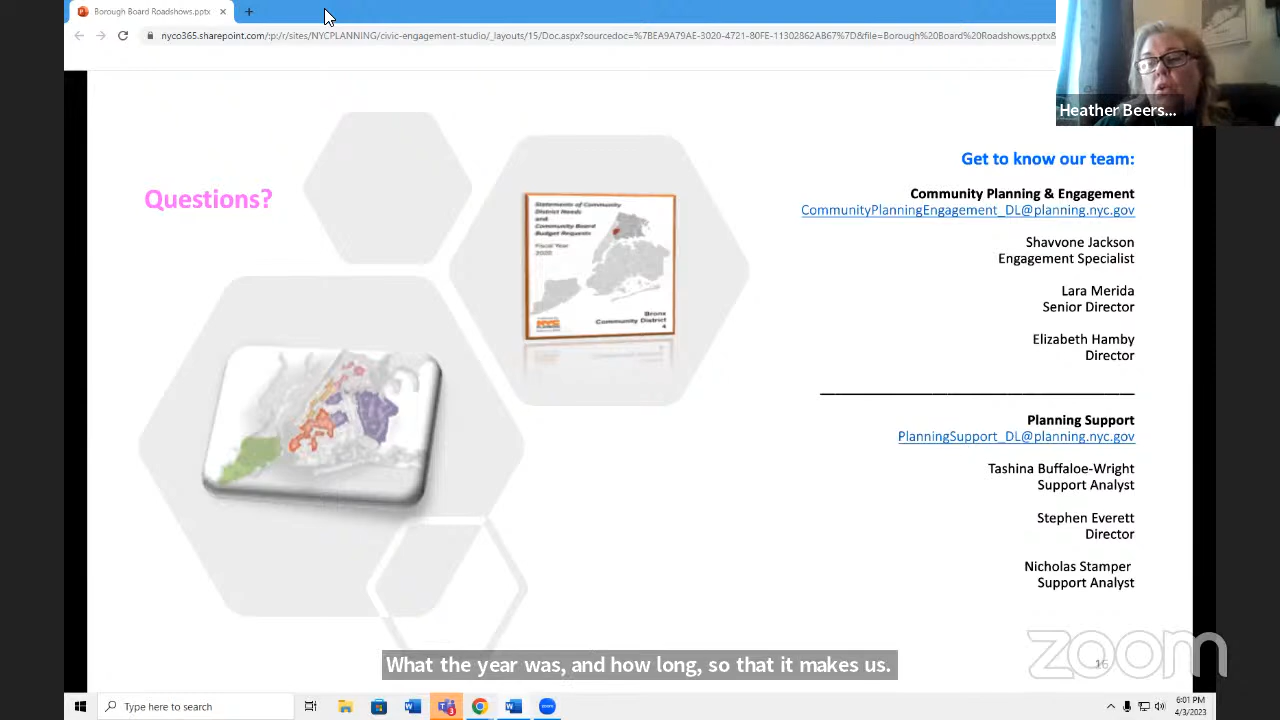 Borough Board Roadshows.pptx
nyco365.sharepoint.com/:p:/r/sites/NYCPLANNING/civic-engagement-studio/_layouts/15/Doc.aspx?sourcedoc=%7BEA9A79AE-3020-4721-80FE-11302862AB67%7D&file=Borough%20Board%20Roadshows.pptx&
Heather Beers...
Questions?
Statements of Community
District Needs
and
Community Board
Budget Requests
Fiscal Year
Bronx
Community District
4
NYC
PLANNING
Get to know our team:
Community Planning & Engagement
CommunityPlanningEngagement_DL@planning.nyc.gov
Shavvone Jackson
Engagement Specialist
Lara Merida
Senior Director
Elizabeth Hamby
Director
Planning Support
PlanningSupport_DL@planning.nyc.gov
Tashina Buffaloe-Wright
Support Analyst
Stephen Everett
Director
Nicholas Stamper
Support Analyst
zoom
16
What the year was, and how long, so that it makes us.
Type here to search
6:01 PM
4/3/2023